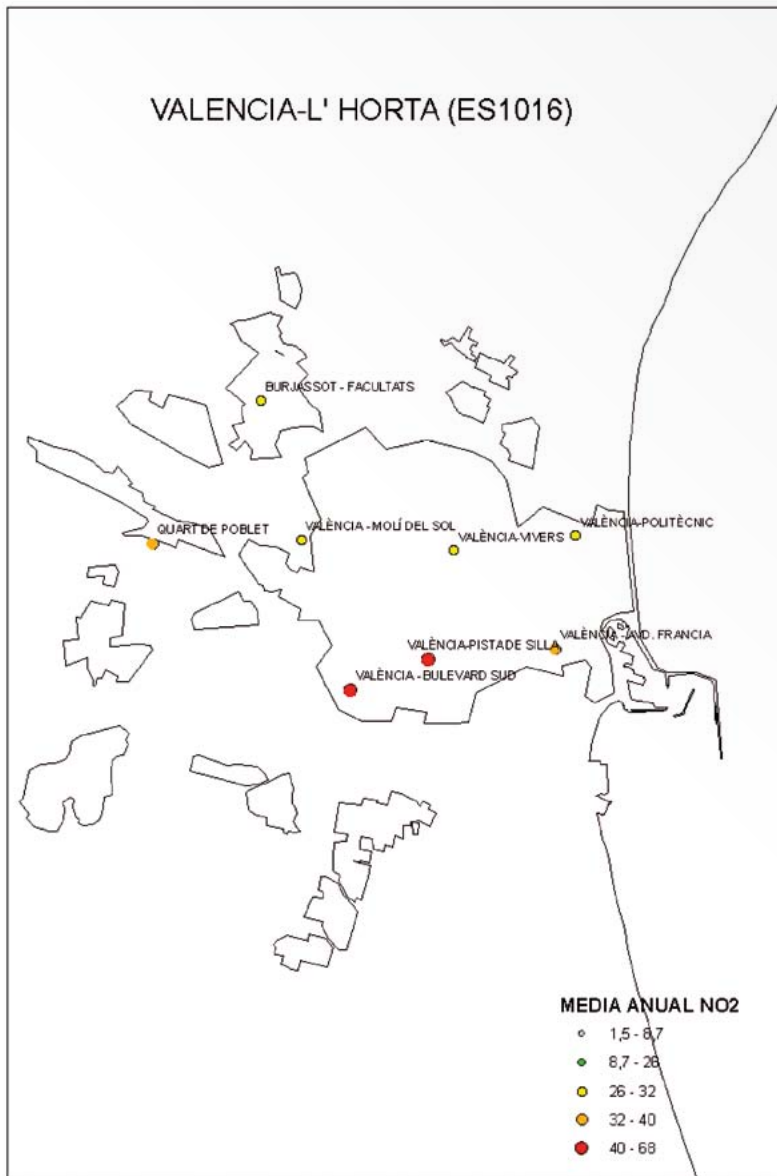 VALENCIA-L' HORTA (ES1016)
BURJASSOT - FACULTATS
QUART DE POBLET
VALÈNCIA - MOLÍ DEL SOL
VALÈNCIA-VIVERS
VALÈNCIA-POLITÈCNIC
VALÈNCIA-PISTA DE SILLA
VALÈNCIA - AVD. FRANCIA
VALÈNCIA - BULEVARD SUD
MEDIA ANUAL NO2
1,5 - 8,7
8,7 - 26
26 - 32
32 - 40
40 - 68